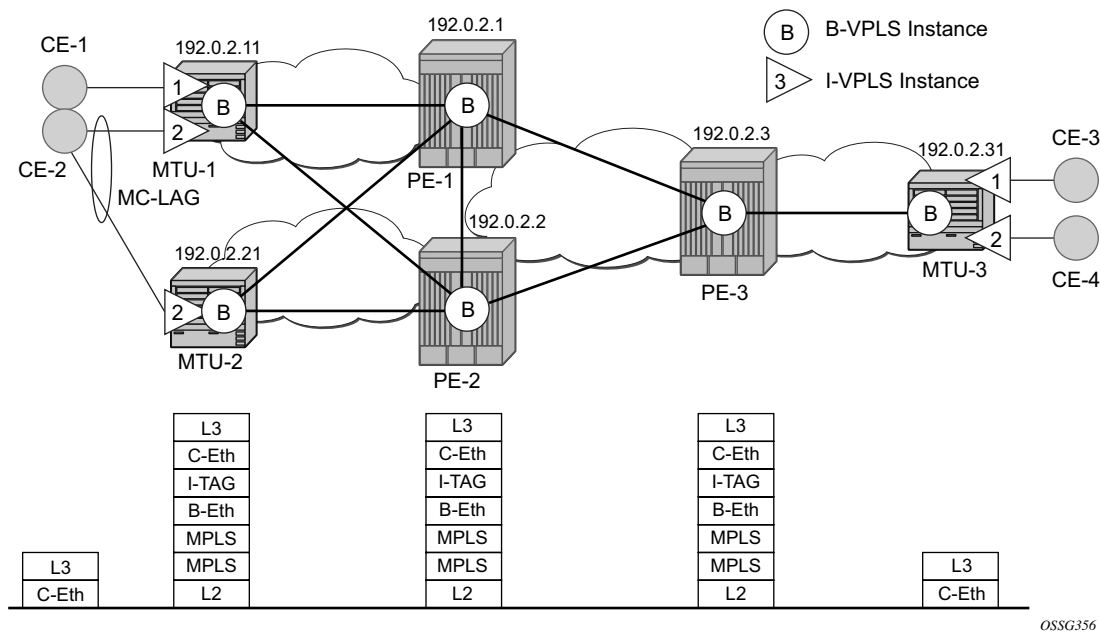 CE-1
192.0.2.11
192.0.2.1
B
B-VPLS Instance
1
B
B
3
I-VPLS Instance
2
192.0.2.3
CE-3
CE-2
MTU-1
PE-1
192.0.2.31
1
MC-LAG
B
B
192.0.2.2
2
192.0.2.21
MTU-3
CE-4
2
B
B
PE-3
MTU-2
PE-2
L3
C-Eth
I-TAG
B-Eth
MPLS
MPLS
L2
L3
C-Eth
I-TAG
B-Eth
MPLS
MPLS
L2
L3
C-Eth
I-TAG
B-Eth
MPLS
MPLS
L2
L3
C-Eth
L3
C-Eth
OSSG356